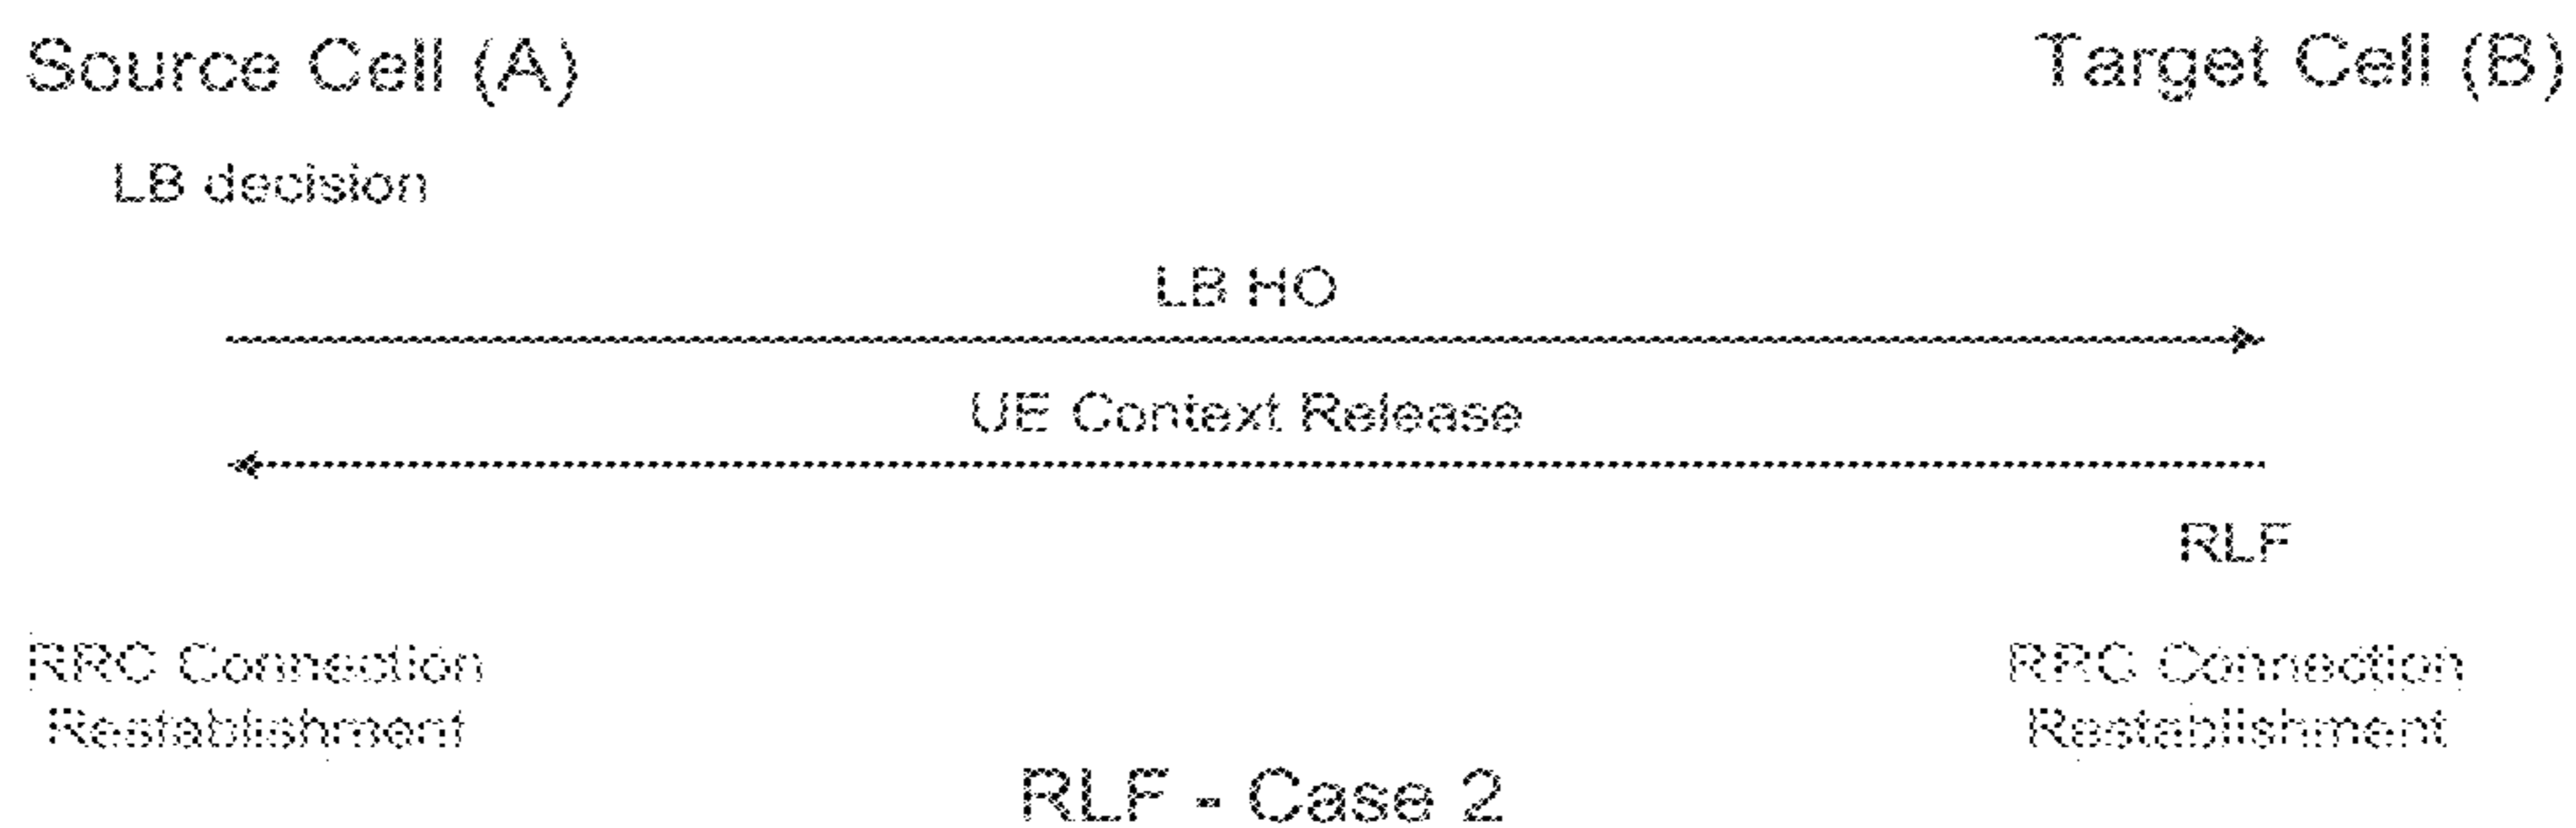 Source Cell (A)
Target Cell (B)
LB decision
LB HO
UE Context Release
RLF
RRC Connection
Restablishment
RRC Connection
Restablishment
RLF - Case 2